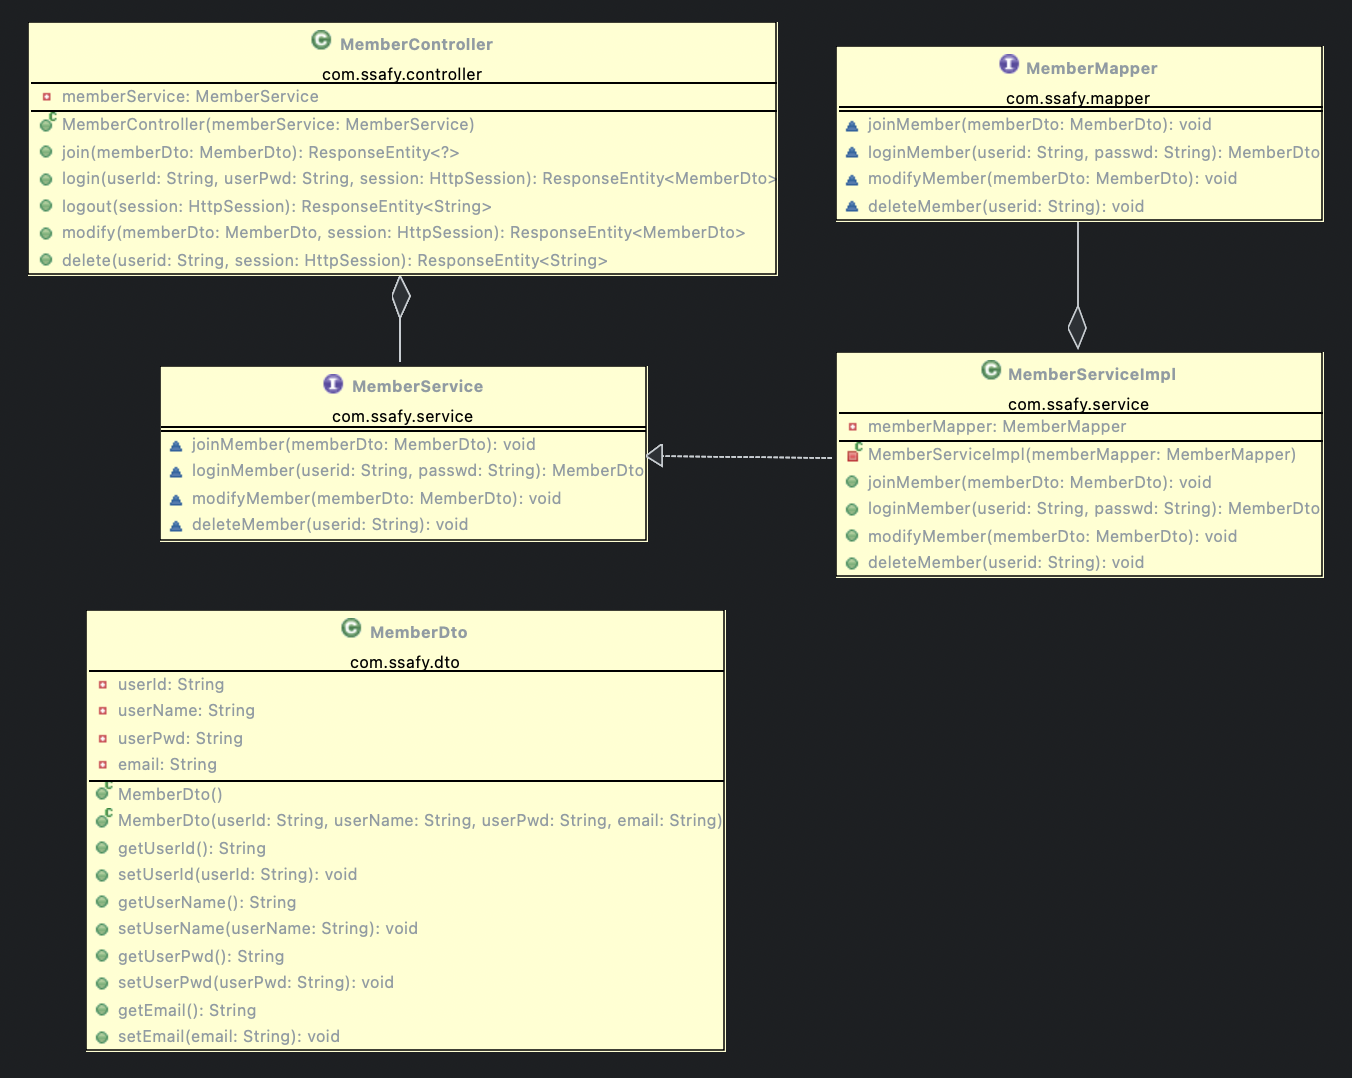 MemberController
com.ssafy.controller
memberService: MemberService
MemberController(memberService: MemberService)
join(memberDto: MemberDto): ResponseEntity<?>
login(userId: String, userPwd: String, session: HttpSession): ResponseEntity<MemberDto>
logout(session: HttpSession): ResponseEntity<String>
modify(memberDto: MemberDto, session: HttpSession): ResponseEntity<MemberDto>
delete(userid: String, session: HttpSession): ResponseEntity<String>
MemberMapper
com.ssafy.mapper
joinMember(memberDto: MemberDto): void
loginMember(userid: String, passwd: String): MemberDto
modifyMember(memberDto: MemberDto): void
deleteMember(userid: String): void
MemberService
com.ssafy.service
joinMember(memberDto: MemberDto): void
loginMember(userid: String, passwd: String): MemberDto
modifyMember(memberDto: MemberDto): void
deleteMember(userid: String): void
MemberServiceImpl
com.ssafy.service
memberMapper: MemberMapper
MemberServiceImpl(memberMapper: MemberMapper)
joinMember(memberDto: MemberDto): void
loginMember(userid: String, passwd: String): MemberDto
modifyMember(memberDto: MemberDto): void
deleteMember(userid: String): void
MemberDto
com.ssafy.dto
userId: String
userName: String
userPwd: String
email: String
MemberDto()
MemberDto(userId: String, userName: String, userPwd: String, email: String)
getUserId(): String
setUserId(userId: String): void
getUserName(): String
setUserName(userName: String): void
getUserPwd(): String
setUserPwd(userPwd: String): void
getEmail(): String
setEmail(email: String): void